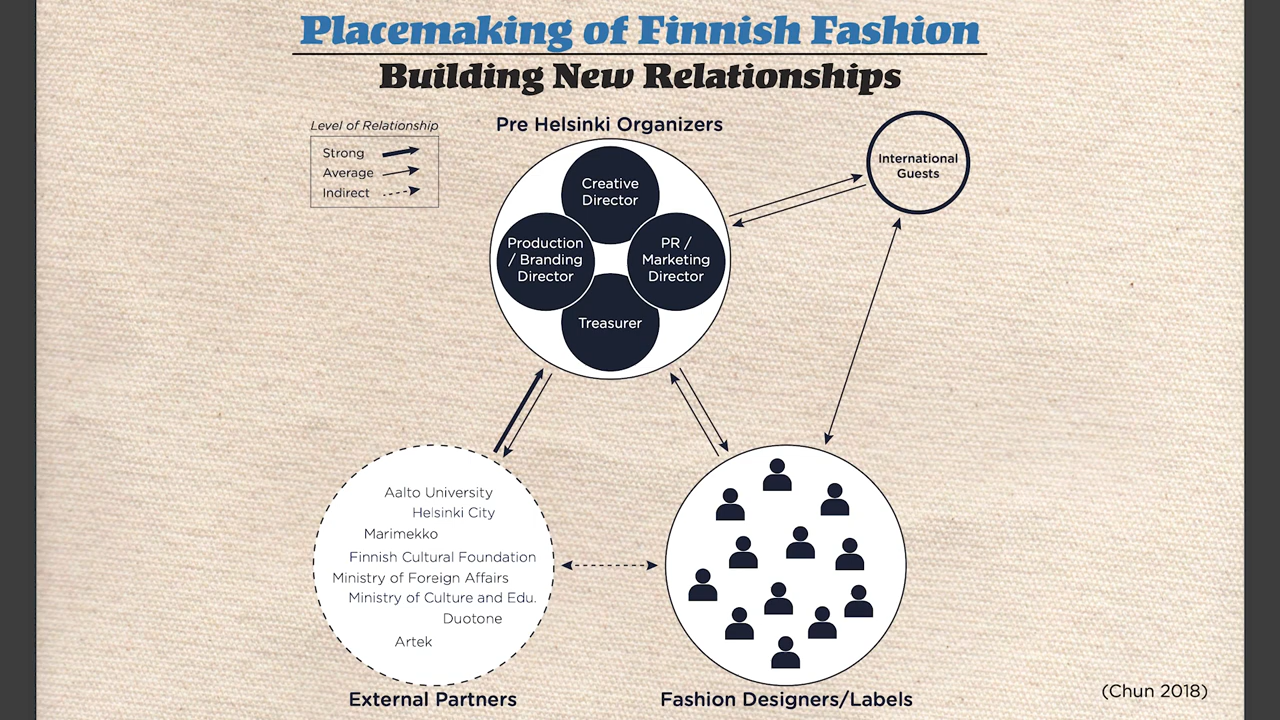 Placemaking of Finnish Fashion
Building New Relationships
Level of Relationship
Strong
Average
Indirect
Pre Helsinki Organizers
Creative
Director
Production
/ Branding
Director
PR /
Marketing
Director
Treasurer
International
Guests
Aalto University
Helsinki City
Marimekko
Finnish Cultural Foundation
Ministry of Foreign Affairs
Ministry of Culture and Edu.
Duotone
Artek
External Partners
Fashion Designers/Labels
(Chun 2018)